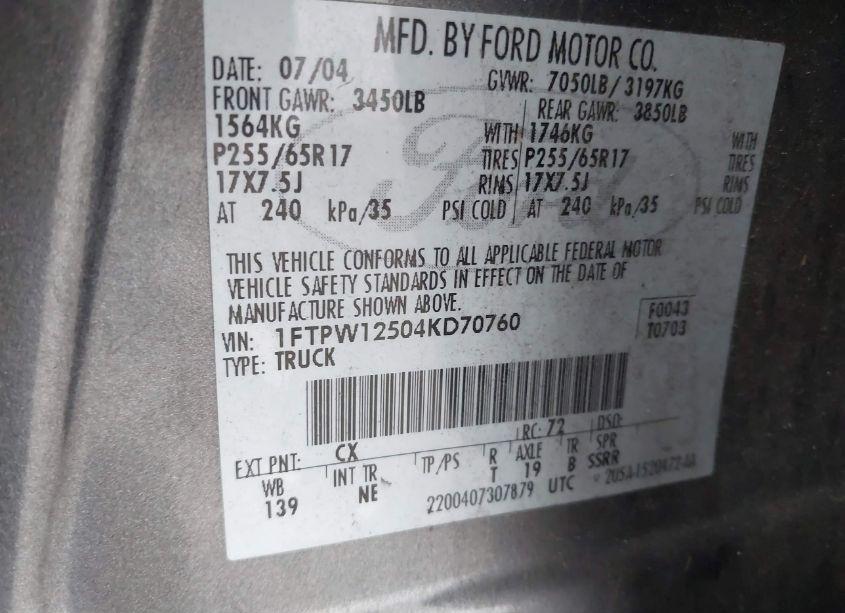 MFD. BY FORD MOTOR CO.
DATE: 07/04 GVWR: 7050LB / 3197KG
FRONT GAWR: 3450LB REAR GAWR: 3850LB
1564KG WITH 1746KG WITH
P255/65R17 TIRES P255/65R17 TIRES
17X7.5J RIMS 17X7.5J RIMS
AT 240 kPa/35 PSI COLD AT 240 kPa/35 PSI COLD
THIS VEHICLE CONFORMS TO ALL APPLICABLE FEDERAL MOTOR
VEHICLE SAFETY STANDARDS IN EFFECT ON THE DATE OF
MANUFACTURE SHOWN ABOVE.
VIN: 1FTPW12504KD70760 F0043
TYPE: TRUCK T0703
EXT PNT: CX RC: 72 DSO:
WB INT TR TP/PS R AXLE TR SPR
139 NE T 19 B SSRR
2200407307879 UTC